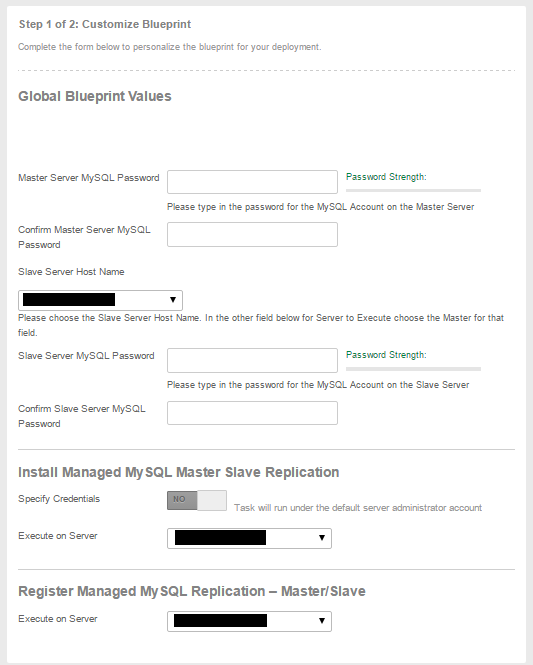 Step 1 of 2: Customize Blueprint
Complete the form below to personalize the blueprint for your deployment.
Global Blueprint Values
Master Server MySQL Password
Password Strength:
Please type in the password for the MySQL Account on the Master Server
Confirm Master Server MySQL
Password
Slave Server Host Name
Please choose the Slave Server Host Name. In the other field below for Server to Execute choose the Master for that
field.
Slave Server MySQL Password
Password Strength:
Please type in the password for the MySQL Account on the Slave Server
Confirm Slave Server MySQL
Password
Install Managed MySQL Master Slave Replication
Specify Credentials
NO
Task will run under the default server administrator account
Execute on Server
Register Managed MySQL Replication – Master/Slave
Execute on Server